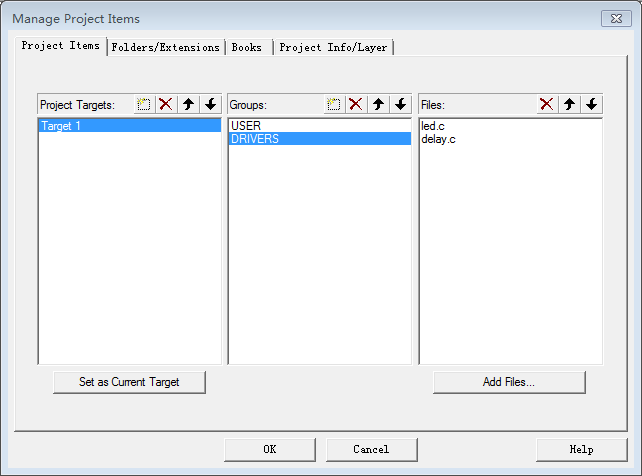 Manage Project Items
Project Items Folders/Extensions Books Project Info/Layer
Project Targets: Groups: Files:
Target 1 USER led.c
DRIVERS delay.c
Set as Current Target Add Files...
OK Cancel Help